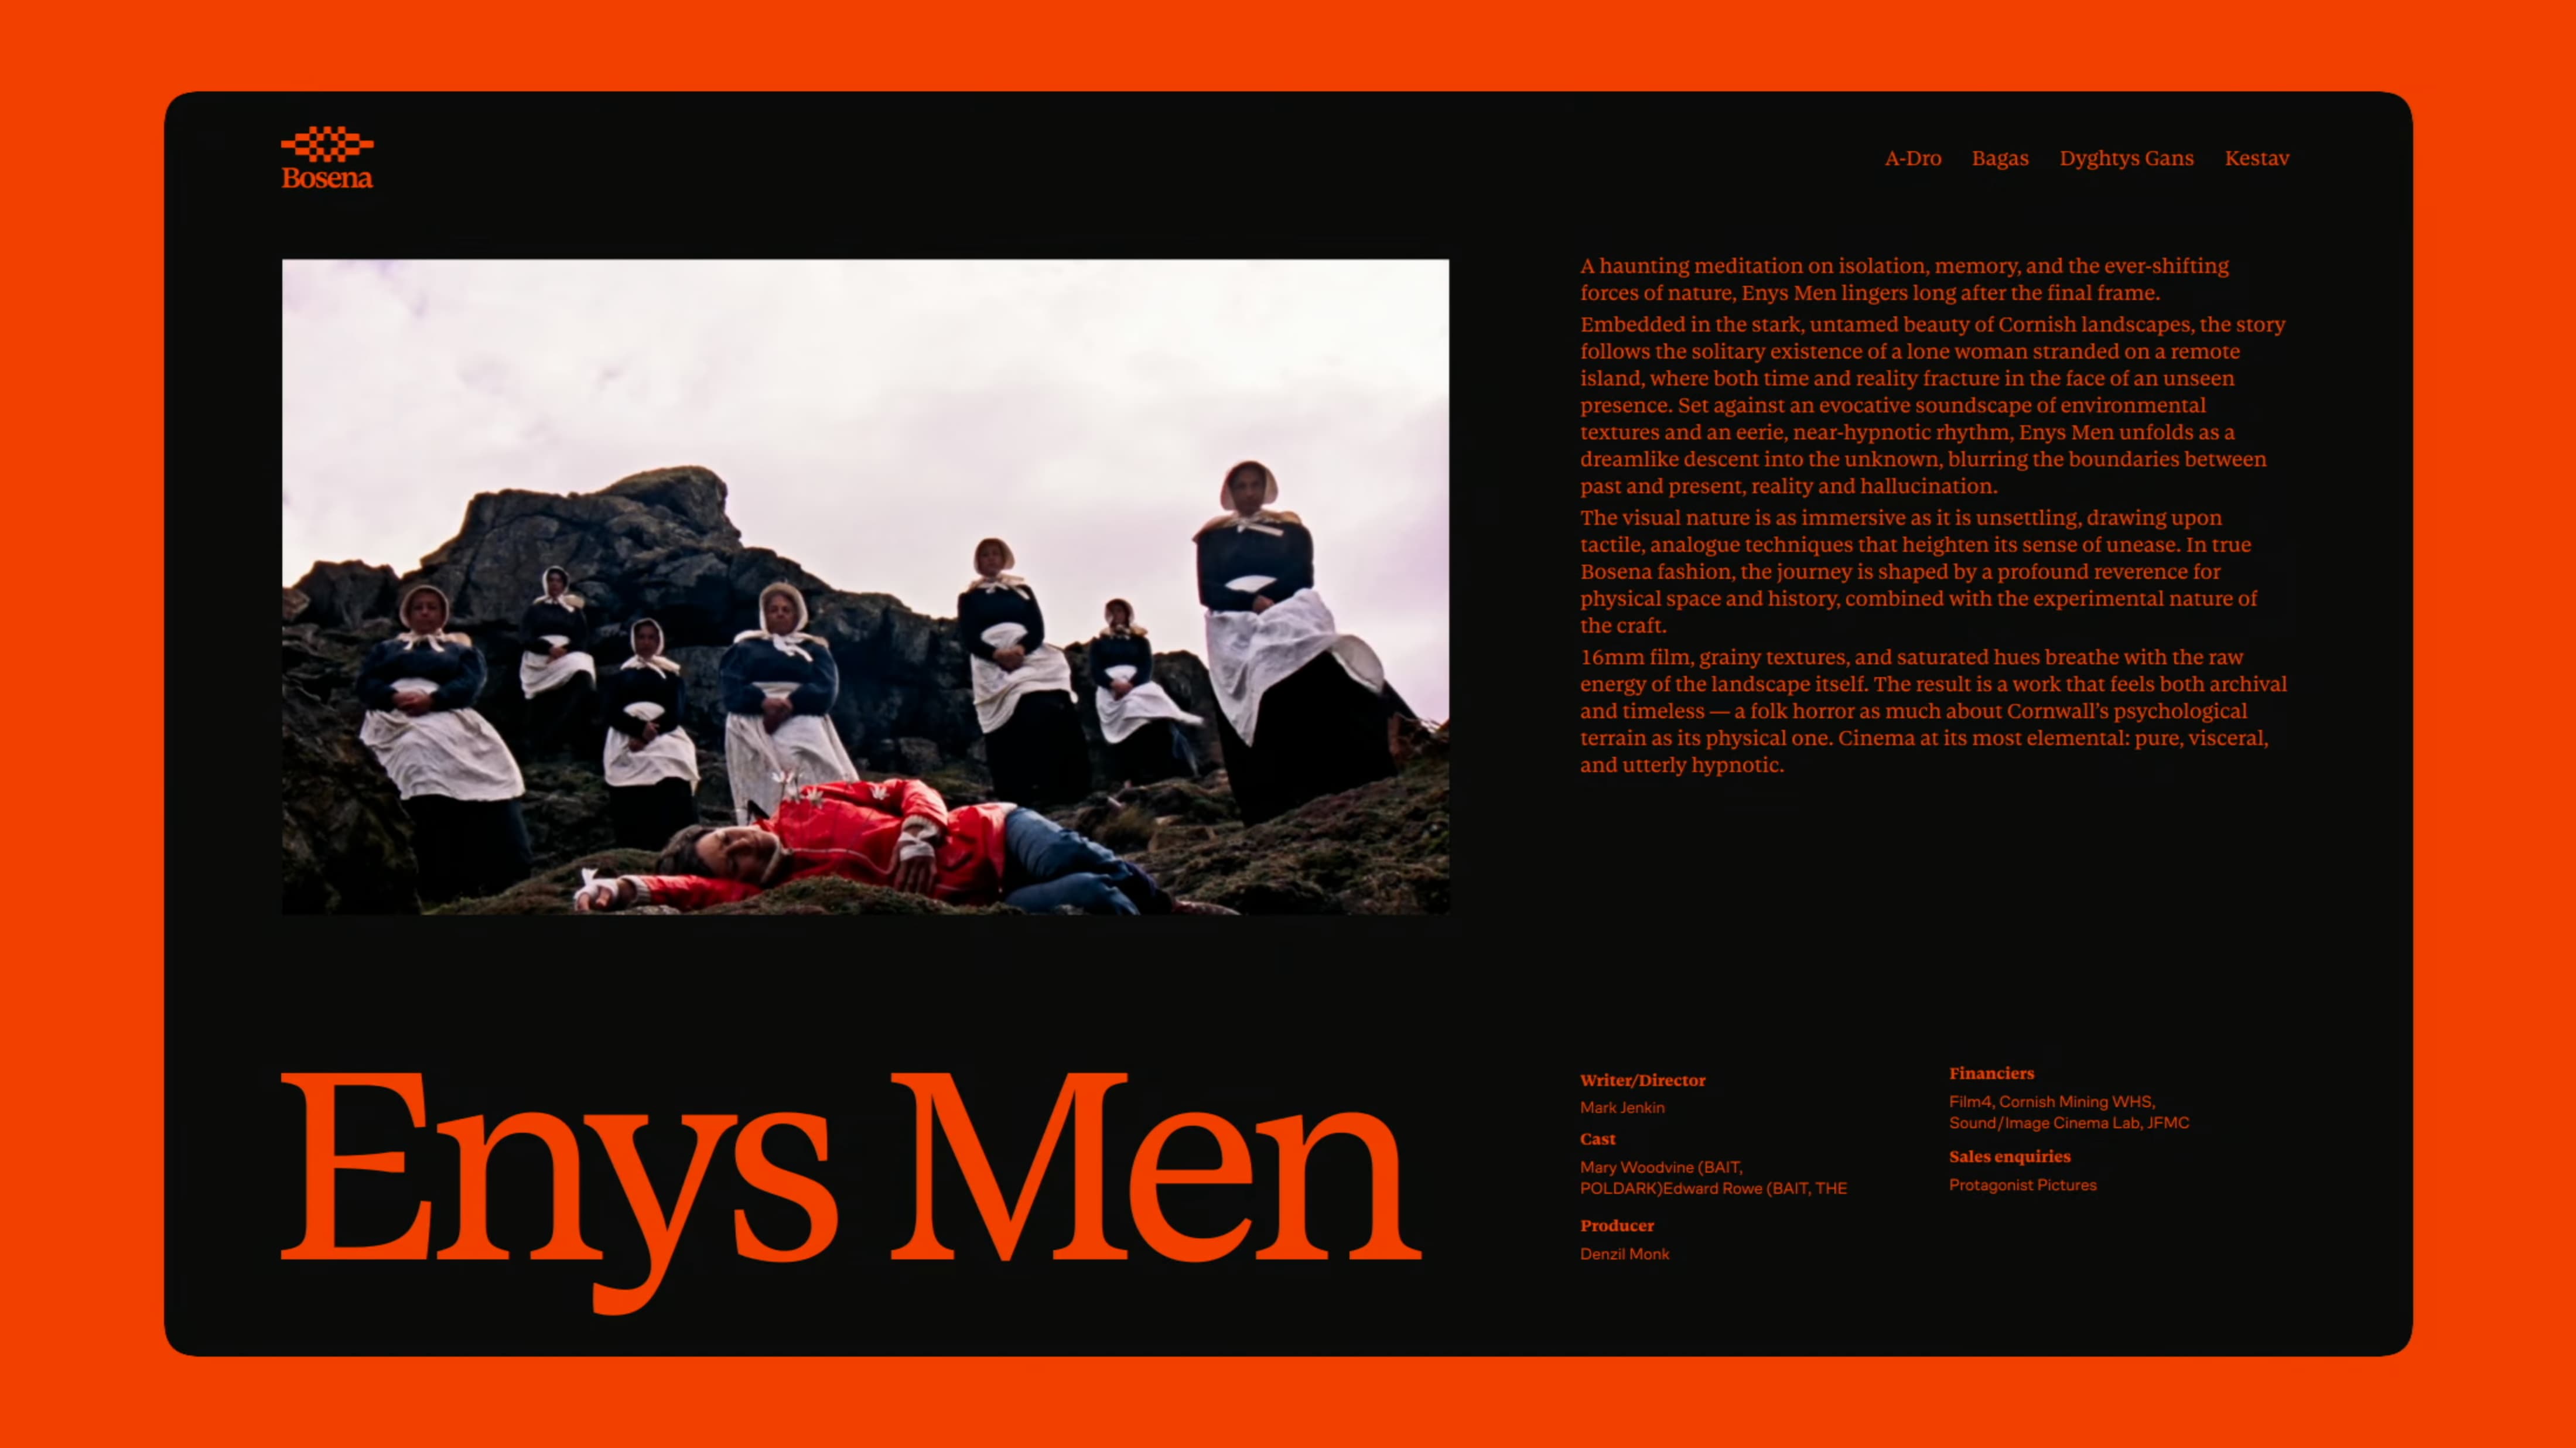 Bosena
A-Dro Bagas Dyghtys Gans Kestav
A haunting meditation on isolation, memory, and the ever-shifting
forces of nature, Enys Men lingers long after the final frame.
Embedded in the stark, untamed beauty of Cornish landscapes, the story
follows the solitary existence of a lone woman stranded on a remote
island, where both time and reality fracture in the face of an unseen
presence. Set against an evocative soundscape of environmental
textures and an eerie, near-hypnotic rhythm, Enys Men unfolds as a
dreamlike descent into the unknown, blurring the boundaries between
past and present, reality and hallucination.
The visual nature is as immersive as it is unsettling, drawing upon
tactile, analogue techniques that heighten its sense of unease. In true
Bosena fashion, the journey is shaped by a profound reverence for
physical space and history, combined with the experimental nature of
the craft.
16mm film, grainy textures, and saturated hues breathe with the raw
energy of the landscape itself. The result is a work that feels both archival
and timeless — a folk horror as much about Cornwall’s psychological
terrain as its physical one. Cinema at its most elemental: pure, visceral,
and utterly hypnotic.
Enys Men
Writer/Director
Mark Jenkin
Cast
Mary Woodvine (BAIT,
POLDARK)Edward Rowe (BAIT, THE
Producer
Denzil Monk
Financiers
Film4, Cornish Mining WHS,
Sound/Image Cinema Lab, JFMC
Sales enquiries
Protagonist Pictures